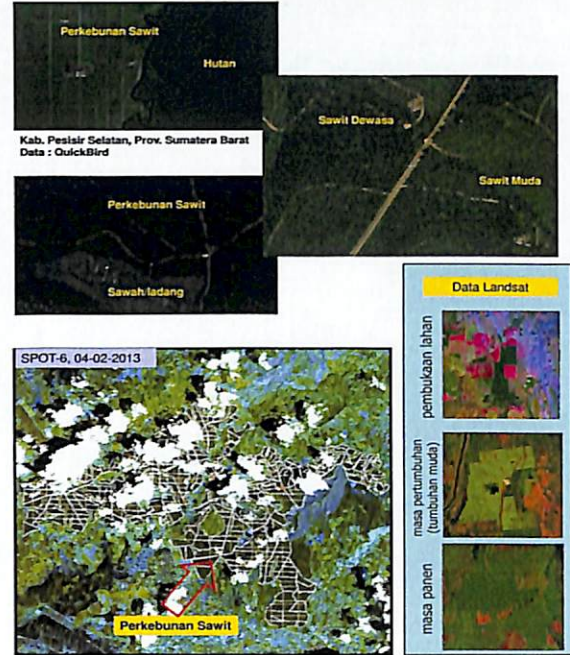 Perkebunan Sawit
Hutan
Kab. Pesisir Selatan, Prov. Sumatera Barat
Data : QuickBird
Sawit Dewasa
Sawit Muda
Perkebunan Sawit
Sawah/ladang
SPOT-6, 04-02-2013
Perkebunan Sawit
Data Landsat
pembukaan lahan
masa pertumbuhan
(tumbuhan muda)
masa panen